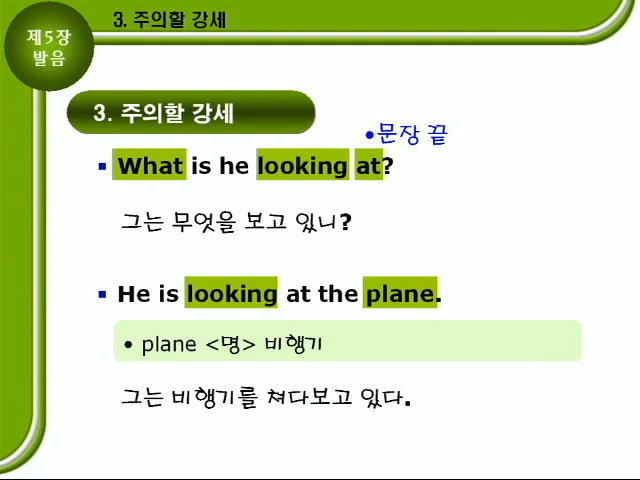 3. 주의할 강세
제5장
발음
3. 주의할 강세
•문장 끝
▪ What is he looking at?
그는 무엇을 보고 있니?
▪ He is looking at the plane.
• plane <명> 비행기
그는 비행기를 쳐다보고 있다.